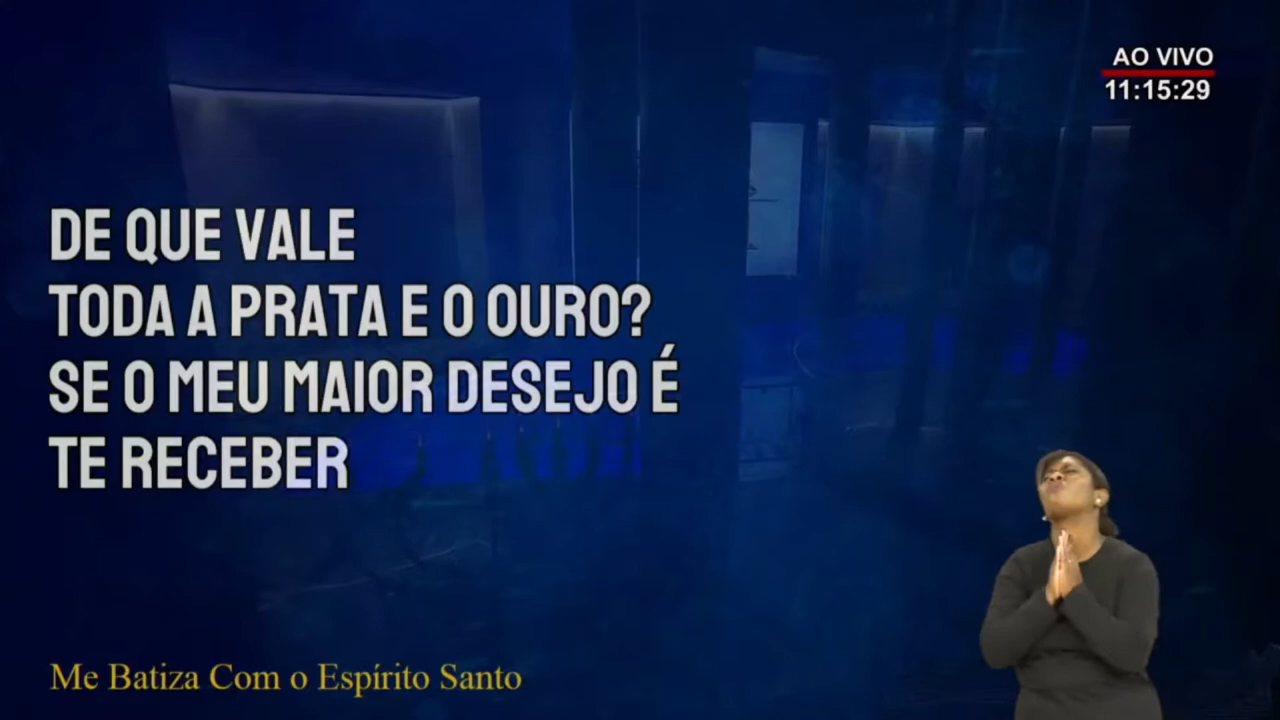 AO VIVO
11:15:29
DE QUE VALE
TODA A PRATA E O OURO?
SE O MEU MAIOR DESEJO É
TE RECEBER
Me Batiza Com o Espírito Santo